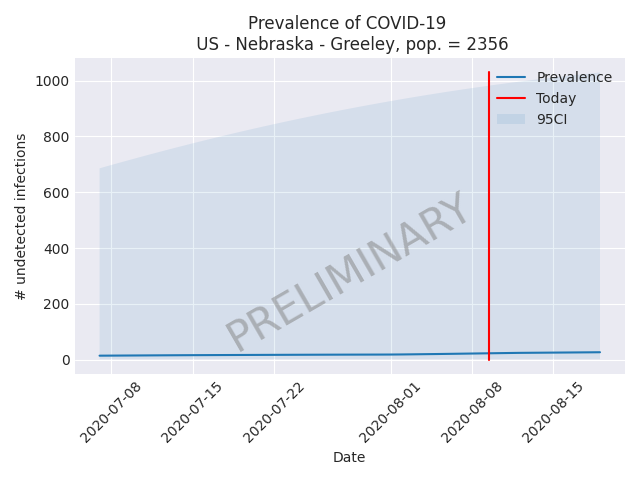 Prevalence of COVID-19
US - Nebraska - Greeley, pop. = 2356
# undetected infections
1000
800
600
400
200
0
Prevalence
Today
95CI
PRELIMINARY
2020-07-08
2020-07-15
2020-07-22
2020-08-01
2020-08-08
2020-08-15
Date